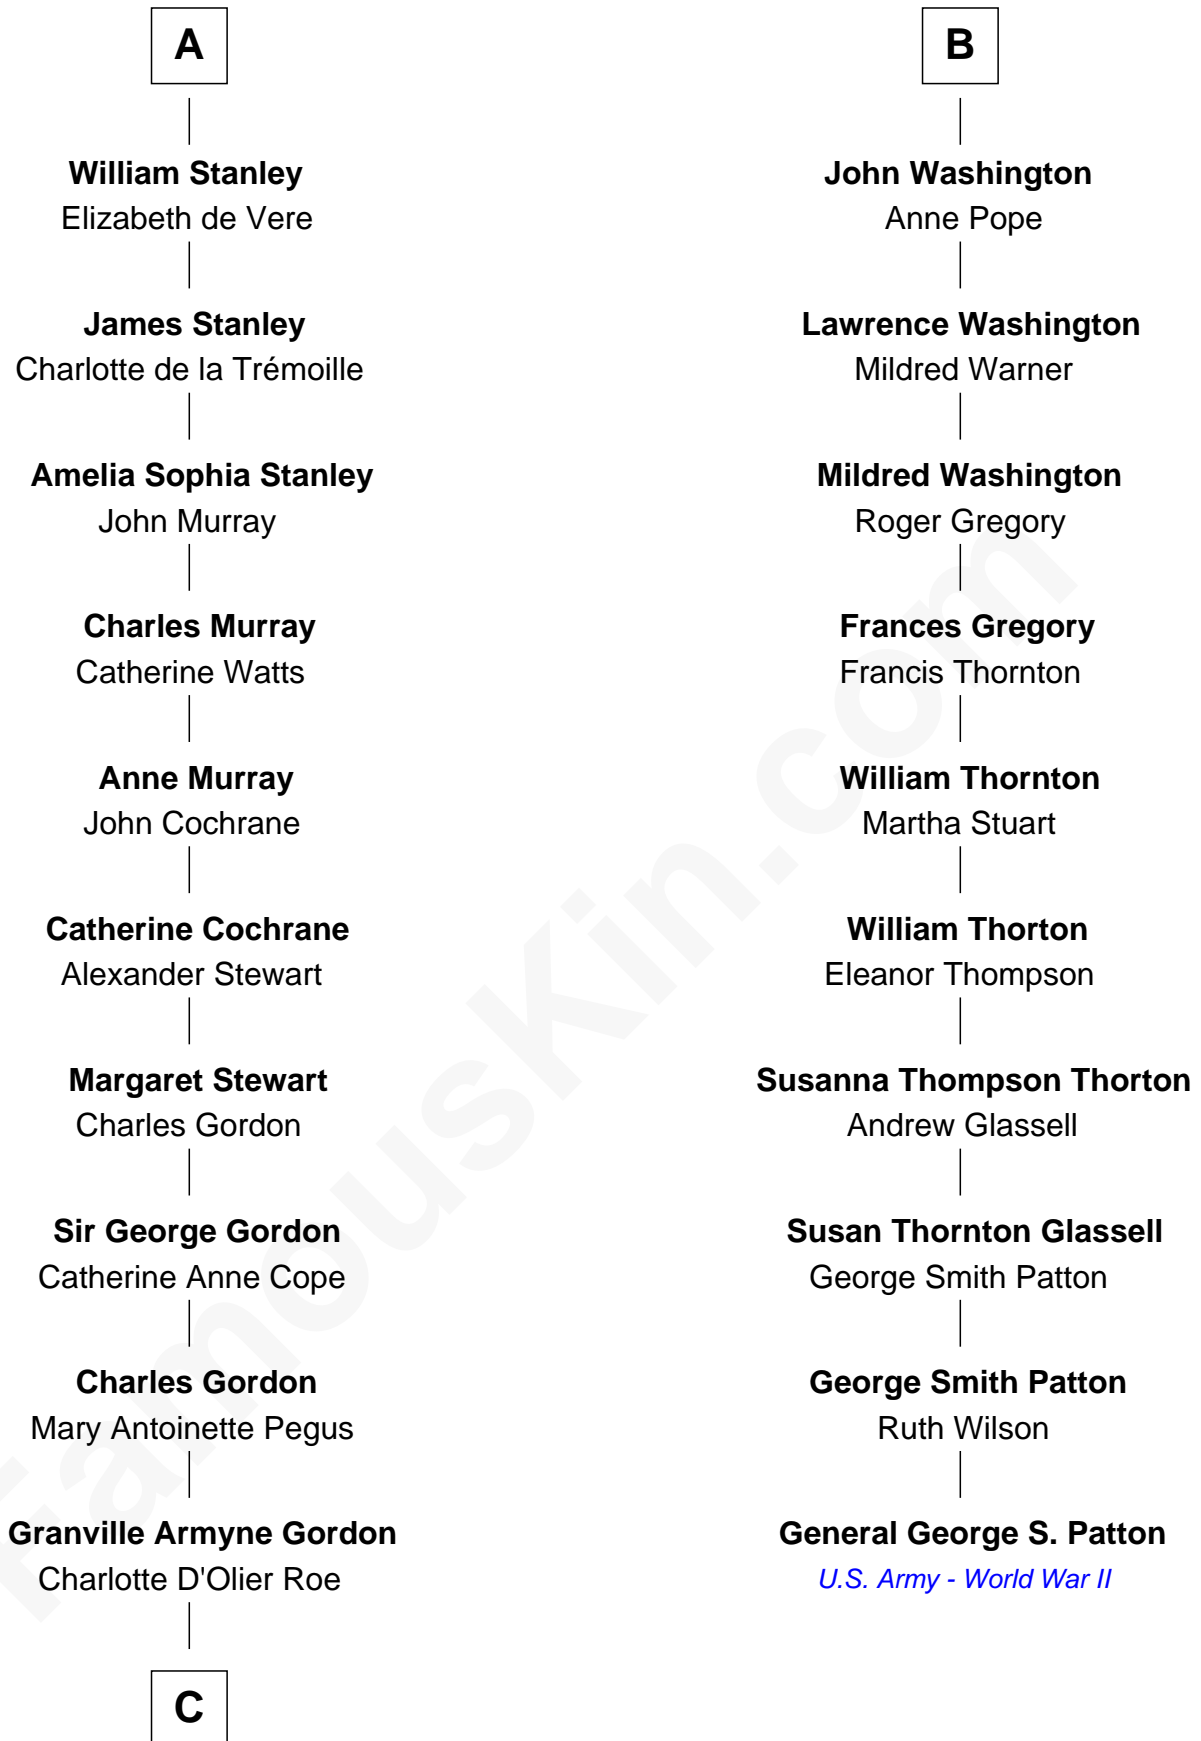 A
William Stanley
Elizabeth de Vere
James Stanley
Charlotte de la Trémoille
Amelia Sophia Stanley
John Murray
Charles Murray
Catherine Watts
Anne Murray
John Cochrane
Catherine Cochrane
Alexander Stewart
Margaret Stewart
Charles Gordon
Sir George Gordon
Catherine Anne Cope
Charles Gordon
Mary Antoinette Pegus
Granville Armyne Gordon
Charlotte D'Olier Roe
C
B
John Washington
Anne Pope
Lawrence Washington
Mildred Warner
Mildred Washington
Roger Gregory
Frances Gregory
Francis Thornton
William Thornton
Martha Stuart
William Thorton
Eleanor Thompson
Susanna Thompson Thorton
Andrew Glassell
Susan Thornton Glassell
George Smith Patton
George Smith Patton
Ruth Wilson
General George S. Patton
U.S. Army - World War II
FamousKin.com